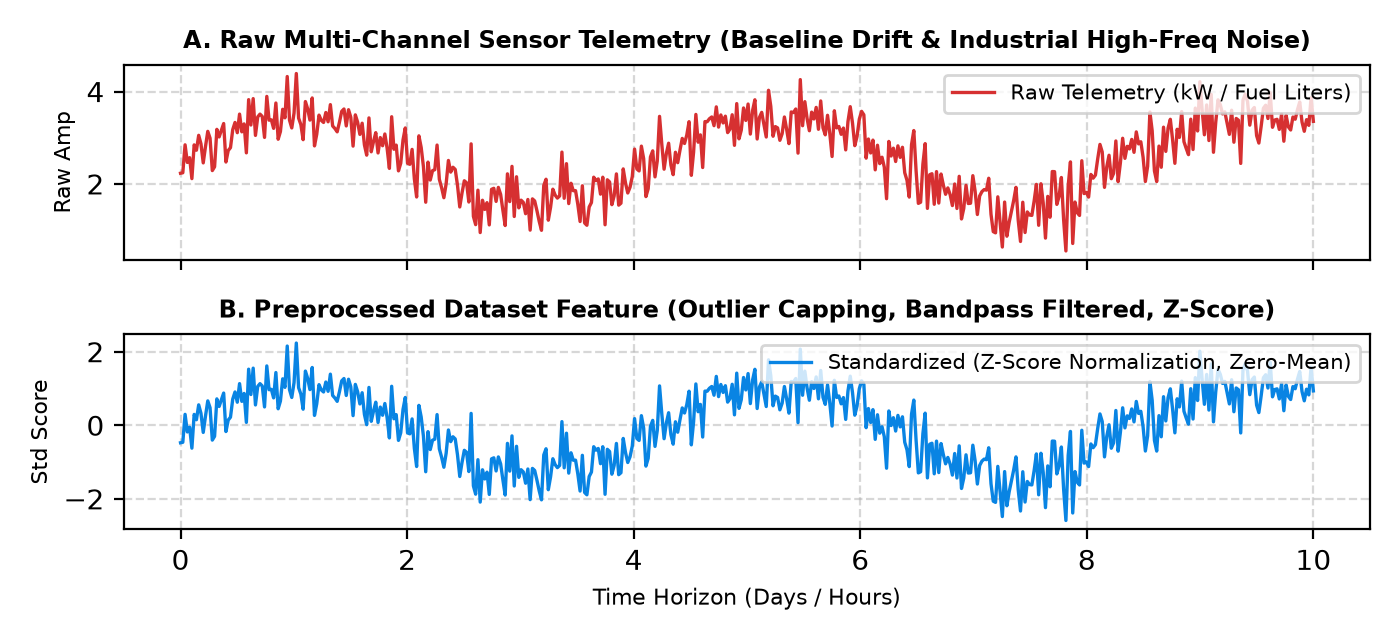 A. Raw Multi-Channel Sensor Telemetry (Baseline Drift & Industrial High-Freq Noise)
Raw Telemetry (kW / Fuel Liters)
Raw Amp
4
2
B. Preprocessed Dataset Feature (Outlier Capping, Bandpass Filtered, Z-Score)
Standardized (Z-Score Normalization, Zero-Mean)
Std Score
2
0
−2
0 2 4 6 8 10
Time Horizon (Days / Hours)